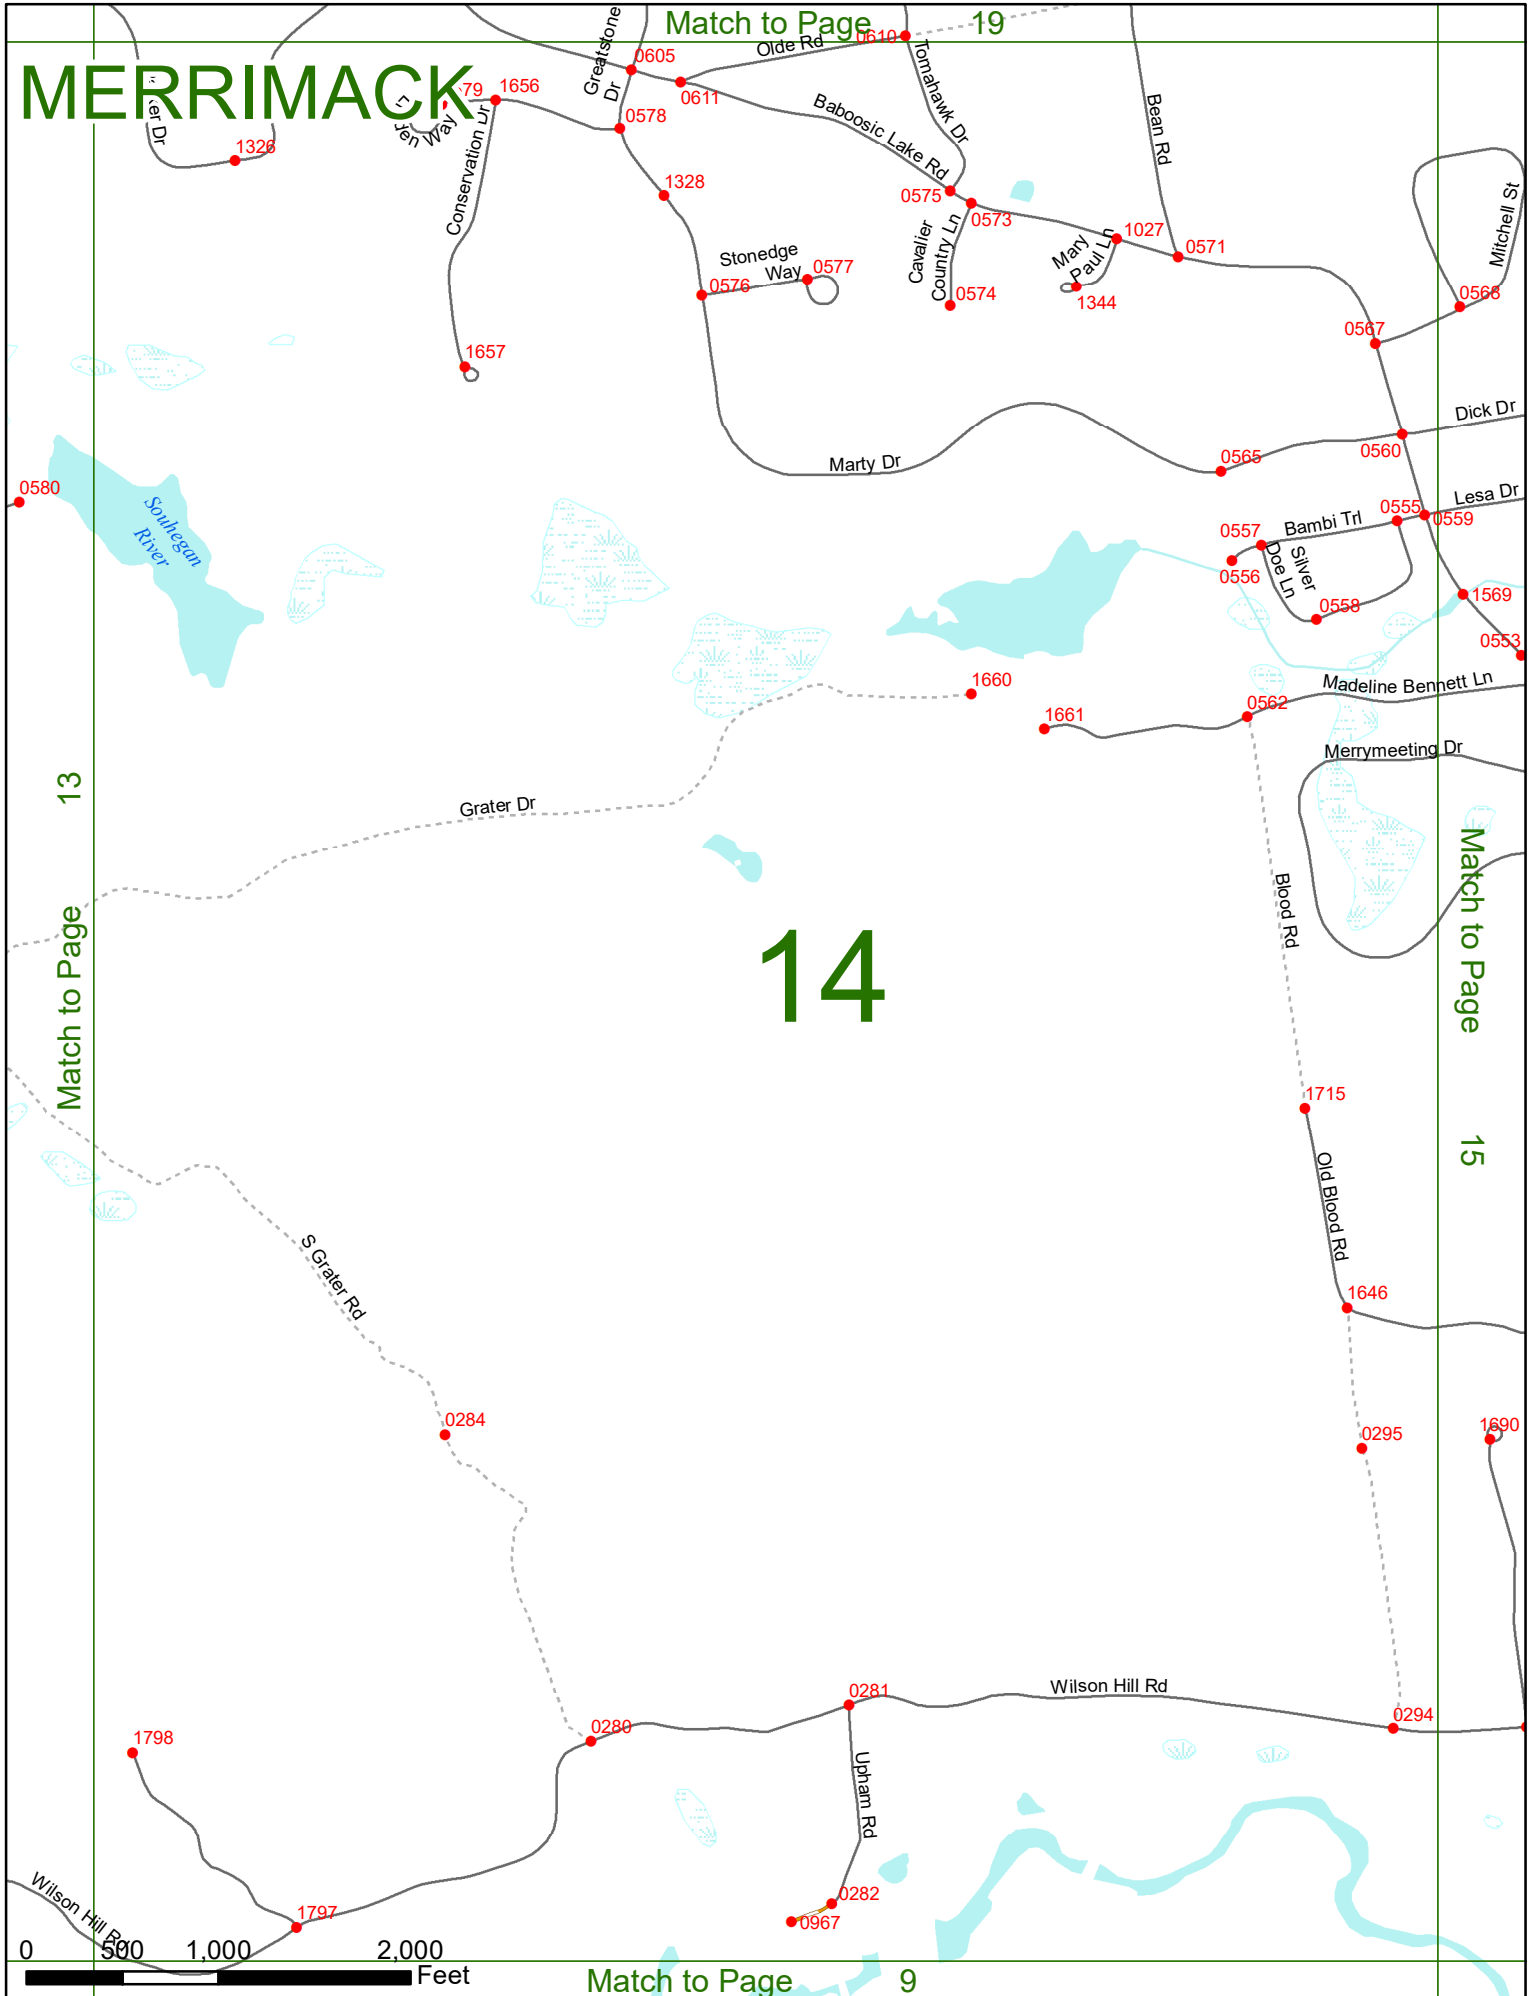 Match to Page 19
MERRIMACK
Greatstone
Dr
0605
Olde Rd
0610
Tomahawk Dr
0611
79
1656
0578
Way
Conservation Dr
1326
1328
Baboosic Lake Rd
Bean Rd
0575
0573
Cavalier
Country Ln
0574
Mary
Paul Ln
1027
0571
1344
Mitchell St
0568
0567
Stonedge
Way
0577
0576
1657
Dick Dr
0560
Marty Dr
0565
0580
Souhegan
River
Lesa Dr
0555
0559
Bambi Trl
0557
0556
Silver
Doe Ln
0558
1569
0553
1660
1661
0562
Madeline Bennett Ln
Merrymeeting Dr
Grater Dr
Match to Page 13
14
Blood Rd
Match to Page 15
1715
Old Blood Rd
1646
S Grater Rd
0284
0295
1690
0281
Wilson Hill Rd
0280
0294
1798
Upham Rd
0282
0967
Wilson Hill Rd
1797
0 500 1,000 2,000
Feet
Match to Page 9